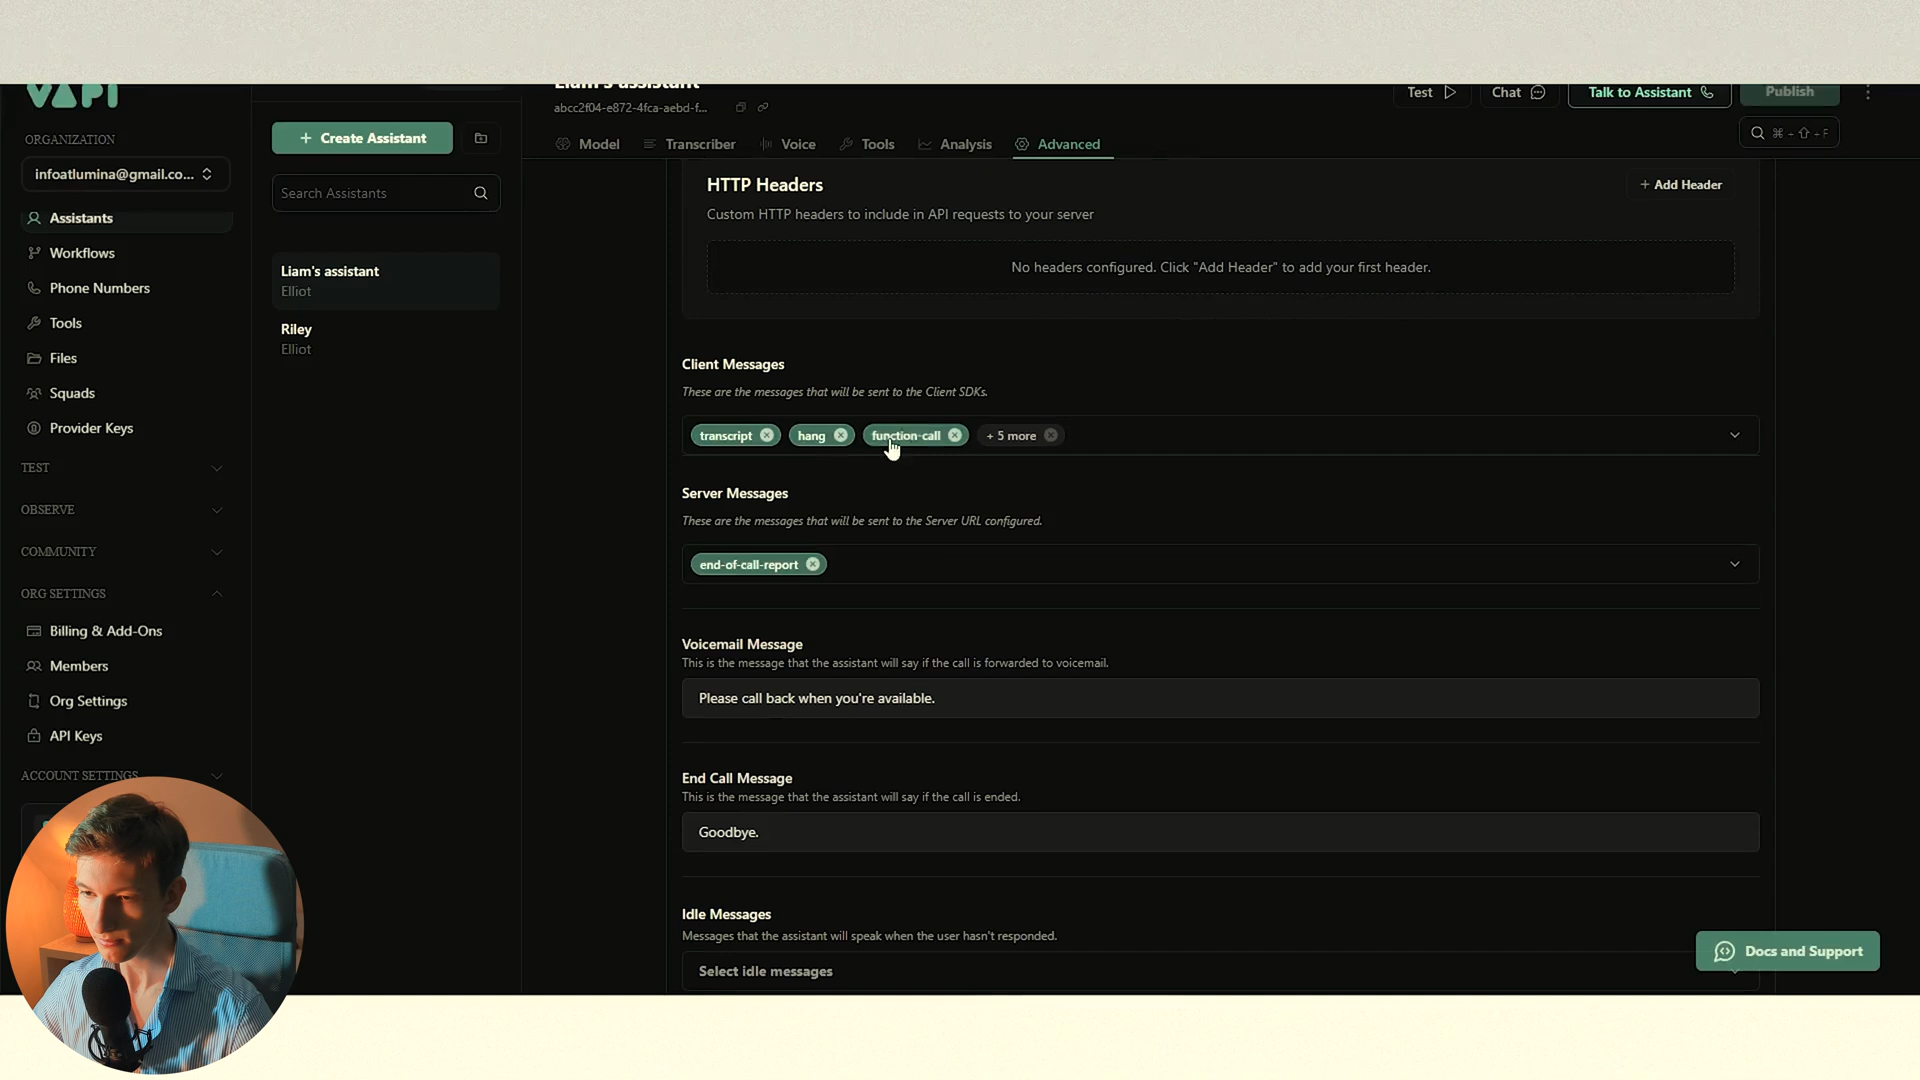 VAPI
ORGANIZATION
infoatlumina@gmail.co...
Assistants
Workflows
Phone Numbers
Tools
Files
Squads
Provider Keys
TEST
OBSERVE
COMMUNITY
ORG SETTINGS
Billing & Add-Ons
Members
Org Settings
API Keys
ACCOUNT SETTINGS
+ Create Assistant
Search Assistants
Liam's assistant
Elliot
Riley
Elliot
Liam's assistant
abcc2f04-e872-4fca-aebd-f...
Test
Chat
Talk to Assistant
Publish
Model
Transcriber
Voice
Tools
Analysis
Advanced
⌘ + ⇧ + F
HTTP Headers
+ Add Header
Custom HTTP headers to include in API requests to your server
No headers configured. Click "Add Header" to add your first header.
Client Messages
These are the messages that will be sent to the Client SDKs.
transcript
hang
function-call
+ 5 more
Server Messages
These are the messages that will be sent to the Server URL configured.
end-of-call-report
Voicemail Message
This is the message that the assistant will say if the call is forwarded to voicemail.
Please call back when you're available.
End Call Message
This is the message that the assistant will say if the call is ended.
Goodbye.
Idle Messages
Messages that the assistant will speak when the user hasn't responded.
Select idle messages
Docs and Support